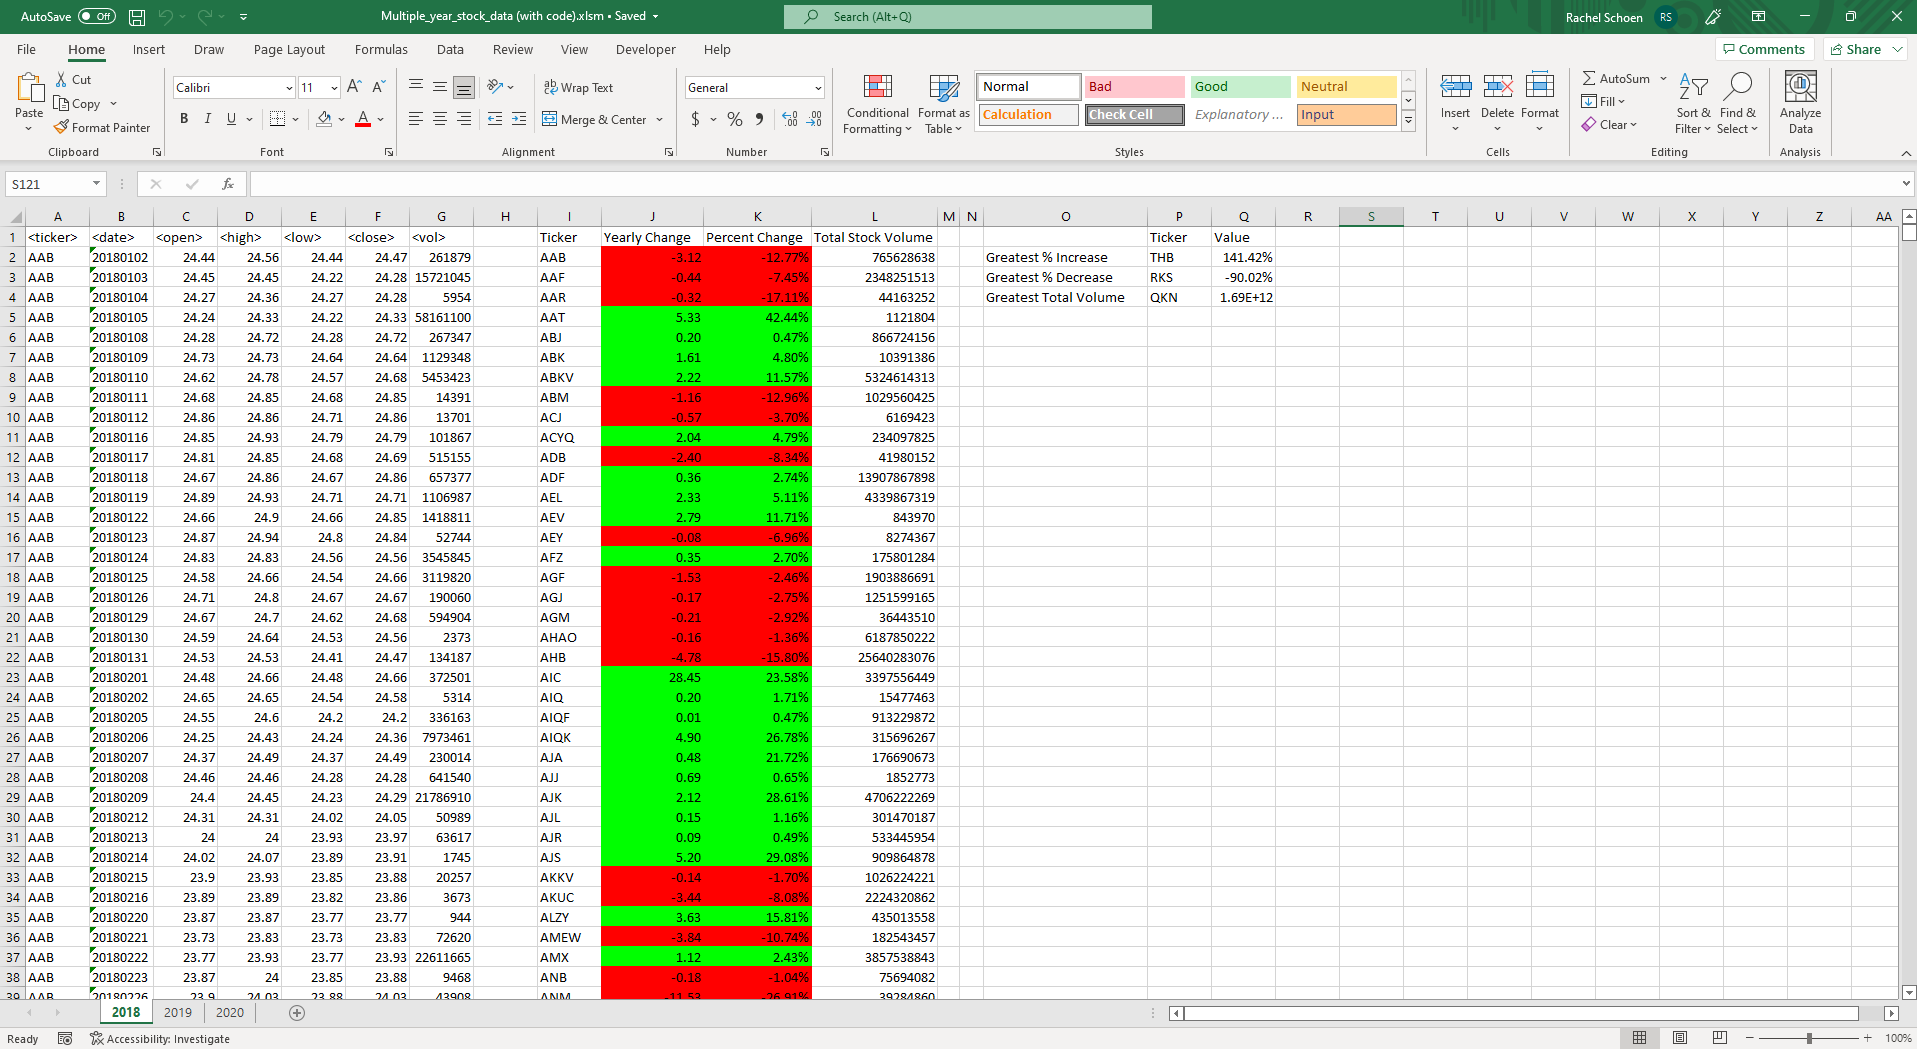 AutoSave Off Multiple_year_stock_data (with code).xlsm • Saved Search (Alt+Q) Rachel Schoen RS
File Home Insert Draw Page Layout Formulas Data Review View Developer Help Comments Share
Paste Cut Copy Format Painter Clipboard
Calibri 11 B I U A Font
Wrap Text Merge & Center Alignment
General $ % Number
Conditional Formatting Format as Table Normal Bad Good Neutral Calculation Check Cell Explanatory ... Input Styles
Insert Delete Format Cells
AutoSum Fill Clear Sort & Filter Find & Select Editing
Analyze Data Analysis
S121 fx
A B C D E F G H I J K L M N O P Q R S T U V W X Y Z AA
1 <ticker> <date> <open> <high> <low> <close> <vol> Ticker Yearly Change Percent Change Total Stock Volume Ticker Value
2 AAB 20180102 24.44 24.56 24.44 24.47 261879 AAB -3.12 -12.77% 765628638 Greatest % Increase THB 141.42%
3 AAB 20180103 24.45 24.45 24.22 24.28 15721045 AAF -0.44 -7.45% 2348251513 Greatest % Decrease RKS -90.02%
4 AAB 20180104 24.27 24.36 24.27 24.28 5954 AAR -0.32 -17.11% 44163252 Greatest Total Volume QKN 1.69E+12
5 AAB 20180105 24.24 24.33 24.22 24.33 58161100 AAT 5.33 42.44% 1121804
6 AAB 20180108 24.28 24.72 24.28 24.72 267347 ABJ 0.20 0.47% 866724156
7 AAB 20180109 24.73 24.73 24.64 24.64 1129348 ABK 1.61 4.80% 10391386
8 AAB 20180110 24.62 24.78 24.57 24.68 5453423 ABKV 2.22 11.57% 5324614313
9 AAB 20180111 24.68 24.85 24.68 24.85 14391 ABM -1.16 -12.96% 1029560425
10 AAB 20180112 24.86 24.86 24.71 24.86 13701 ACJ -0.57 -3.70% 6169423
11 AAB 20180116 24.85 24.93 24.79 24.79 101867 ACYQ 2.04 4.79% 234097825
12 AAB 20180117 24.81 24.85 24.68 24.69 515155 ADB -2.40 -8.34% 41980152
13 AAB 20180118 24.67 24.86 24.67 24.86 657377 ADF 0.36 2.74% 13907867898
14 AAB 20180119 24.89 24.93 24.71 24.71 1106987 AEL 2.33 5.11% 4339867319
15 AAB 20180122 24.66 24.9 24.66 24.85 1418811 AEV 2.79 11.71% 843970
16 AAB 20180123 24.87 24.94 24.8 24.84 52744 AEY -0.08 -6.96% 8274367
17 AAB 20180124 24.83 24.83 24.56 24.56 3545845 AFZ 0.35 2.70% 175801284
18 AAB 20180125 24.58 24.66 24.54 24.66 3119820 AGF -1.53 -2.46% 1903886691
19 AAB 20180126 24.71 24.8 24.67 24.67 190060 AGJ -0.17 -2.75% 1251599165
20 AAB 20180129 24.67 24.7 24.62 24.68 594904 AGM -0.21 -2.92% 36443510
21 AAB 20180130 24.59 24.64 24.53 24.56 2373 AHAO -0.16 -1.36% 6187850222
22 AAB 20180131 24.53 24.53 24.41 24.47 134187 AHB -4.78 -15.80% 25640283076
23 AAB 20180201 24.48 24.66 24.48 24.66 372501 AIC 28.45 23.58% 3397556449
24 AAB 20180202 24.65 24.65 24.54 24.58 5314 AIQ 0.20 1.71% 15477463
25 AAB 20180205 24.55 24.6 24.2 24.2 336163 AIQF 0.01 0.47% 913229872
26 AAB 20180206 24.25 24.43 24.24 24.36 7973461 AIQK 4.90 26.78% 315696267
27 AAB 20180207 24.37 24.49 24.37 24.49 230014 AJA 0.48 21.72% 176690673
28 AAB 20180208 24.46 24.46 24.28 24.28 641540 AJJ 0.69 0.65% 1852773
29 AAB 20180209 24.4 24.45 24.23 24.29 21786910 AJK 2.12 28.61% 4706222269
30 AAB 20180212 24.31 24.31 24.02 24.05 50989 AJL 0.15 1.16% 301470187
31 AAB 20180213 24 24 23.93 23.97 63617 AJR 0.09 0.49% 533445954
32 AAB 20180214 24.02 24.07 23.89 23.91 1745 AJS 5.20 29.08% 909864878
33 AAB 20180215 23.9 23.93 23.85 23.88 20257 AKKV -0.14 -1.70% 1026224221
34 AAB 20180216 23.89 23.89 23.82 23.86 3673 AKUC -3.44 -8.08% 2224320862
35 AAB 20180220 23.87 23.87 23.77 23.77 944 ALZY 3.63 15.81% 435013558
36 AAB 20180221 23.73 23.83 23.73 23.83 72620 AMEW -3.84 -10.74% 182543457
37 AAB 20180222 23.77 23.93 23.77 23.93 22611665 AMX 1.12 2.43% 3857538843
38 AAB 20180223 23.87 24 23.85 23.88 9468 ANB -0.18 -1.04% 75694082
39 AAB 20180226 23.9 24.03 23.88 24.03 43908 ANM -11.53 -26.91% 39284860
2018 2019 2020
Ready Accessibility: Investigate 100%